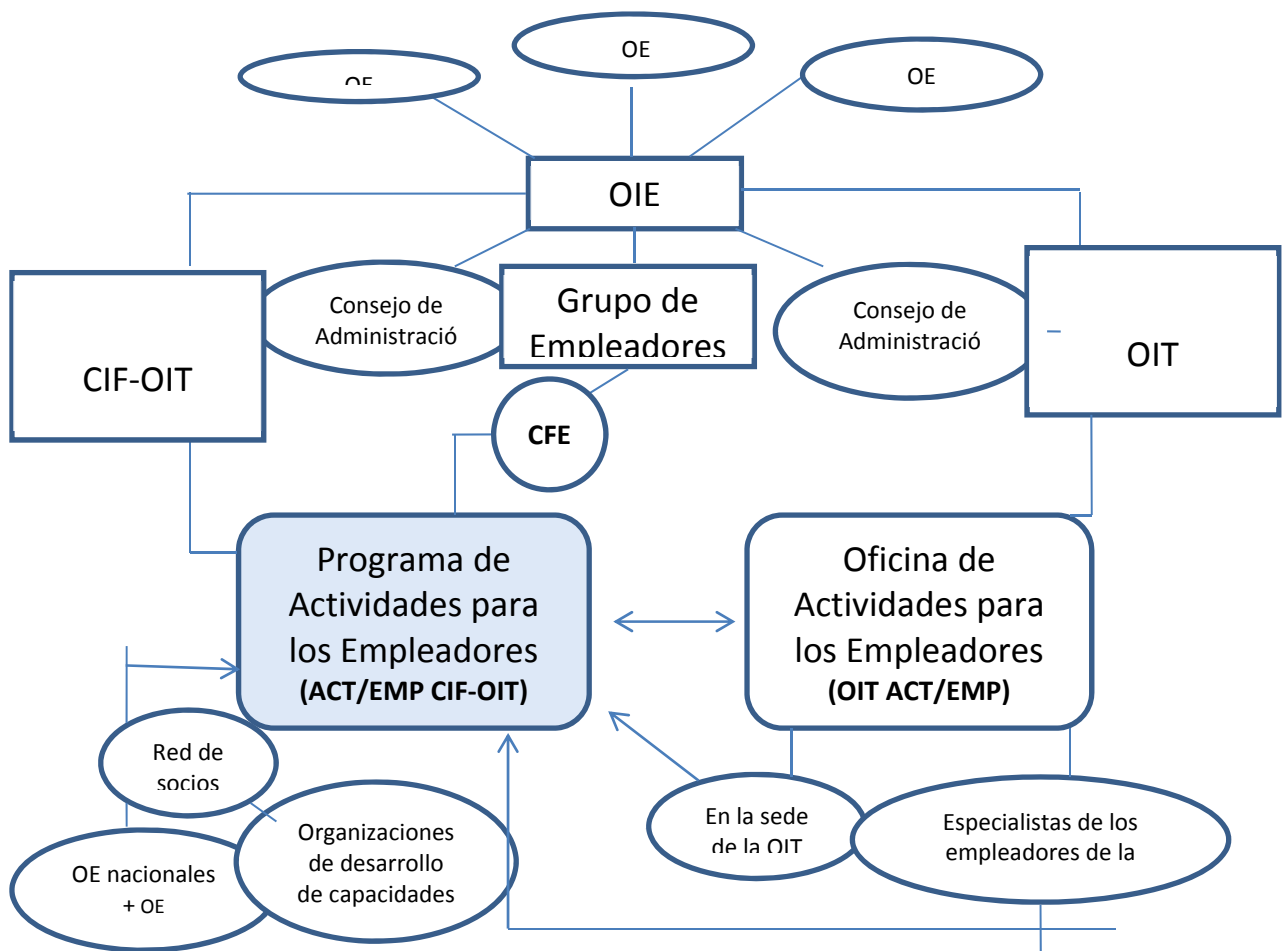 OE
OE
OE
OIE
CIF-OIT
Consejo de
Administració
Grupo de
Empleadores
Consejo de
Administració
OIT
CFE
Programa de
Actividades para
los Empleadores
(ACT/EMP CIF-OIT)
Oficina de
Actividades para
los Empleadores
(OIT ACT/EMP)
Red de
socios
Organizaciones
de desarrollo
de capacidades
OE nacionales
+ OE
En la sede
de la OIT
Especialistas de los
empleadores de la